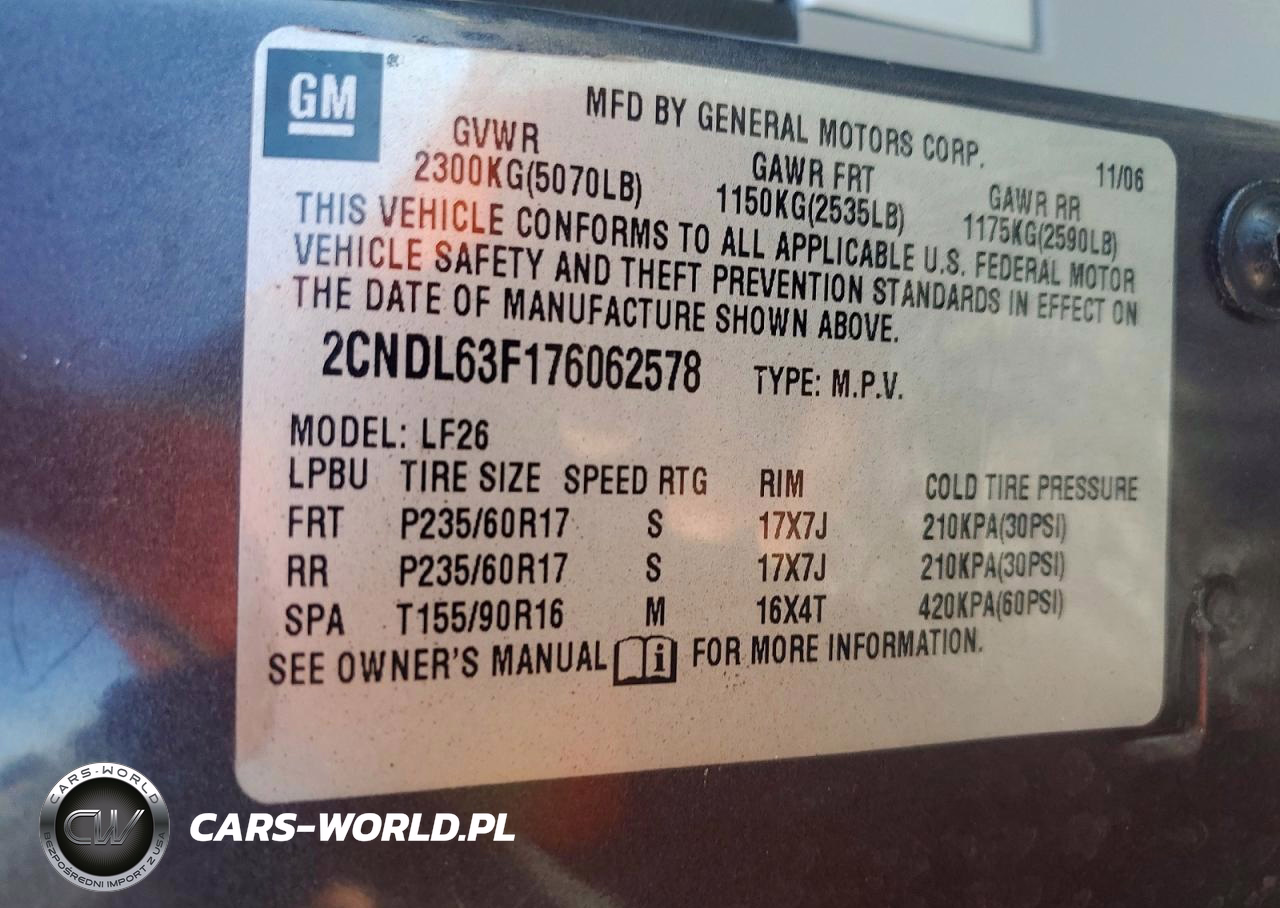 GM
MFD BY GENERAL MOTORS CORP.
11/06
GVWR GAWR FRT GAWR RR
2300KG(5070LB) 1150KG(2535LB) 1175KG(2590LB)
THIS VEHICLE CONFORMS TO ALL APPLICABLE U.S. FEDERAL MOTOR
VEHICLE SAFETY AND THEFT PREVENTION STANDARDS IN EFFECT ON
THE DATE OF MANUFACTURE SHOWN ABOVE.
2CNDL63F176062578 TYPE: M.P.V.
MODEL: LF26
LPBU TIRE SIZE SPEED RTG RIM COLD TIRE PRESSURE
FRT P235/60R17 S 17X7J 210KPA(30PSI)
RR P235/60R17 S 17X7J 210KPA(30PSI)
SPA T155/90R16 M 16X4T 420KPA(60PSI)
SEE OWNER'S MANUAL i FOR MORE INFORMATION.
CARS-WORLD
CW
BEZPOŚREDNI IMPORT Z USA
CARS-WORLD.PL